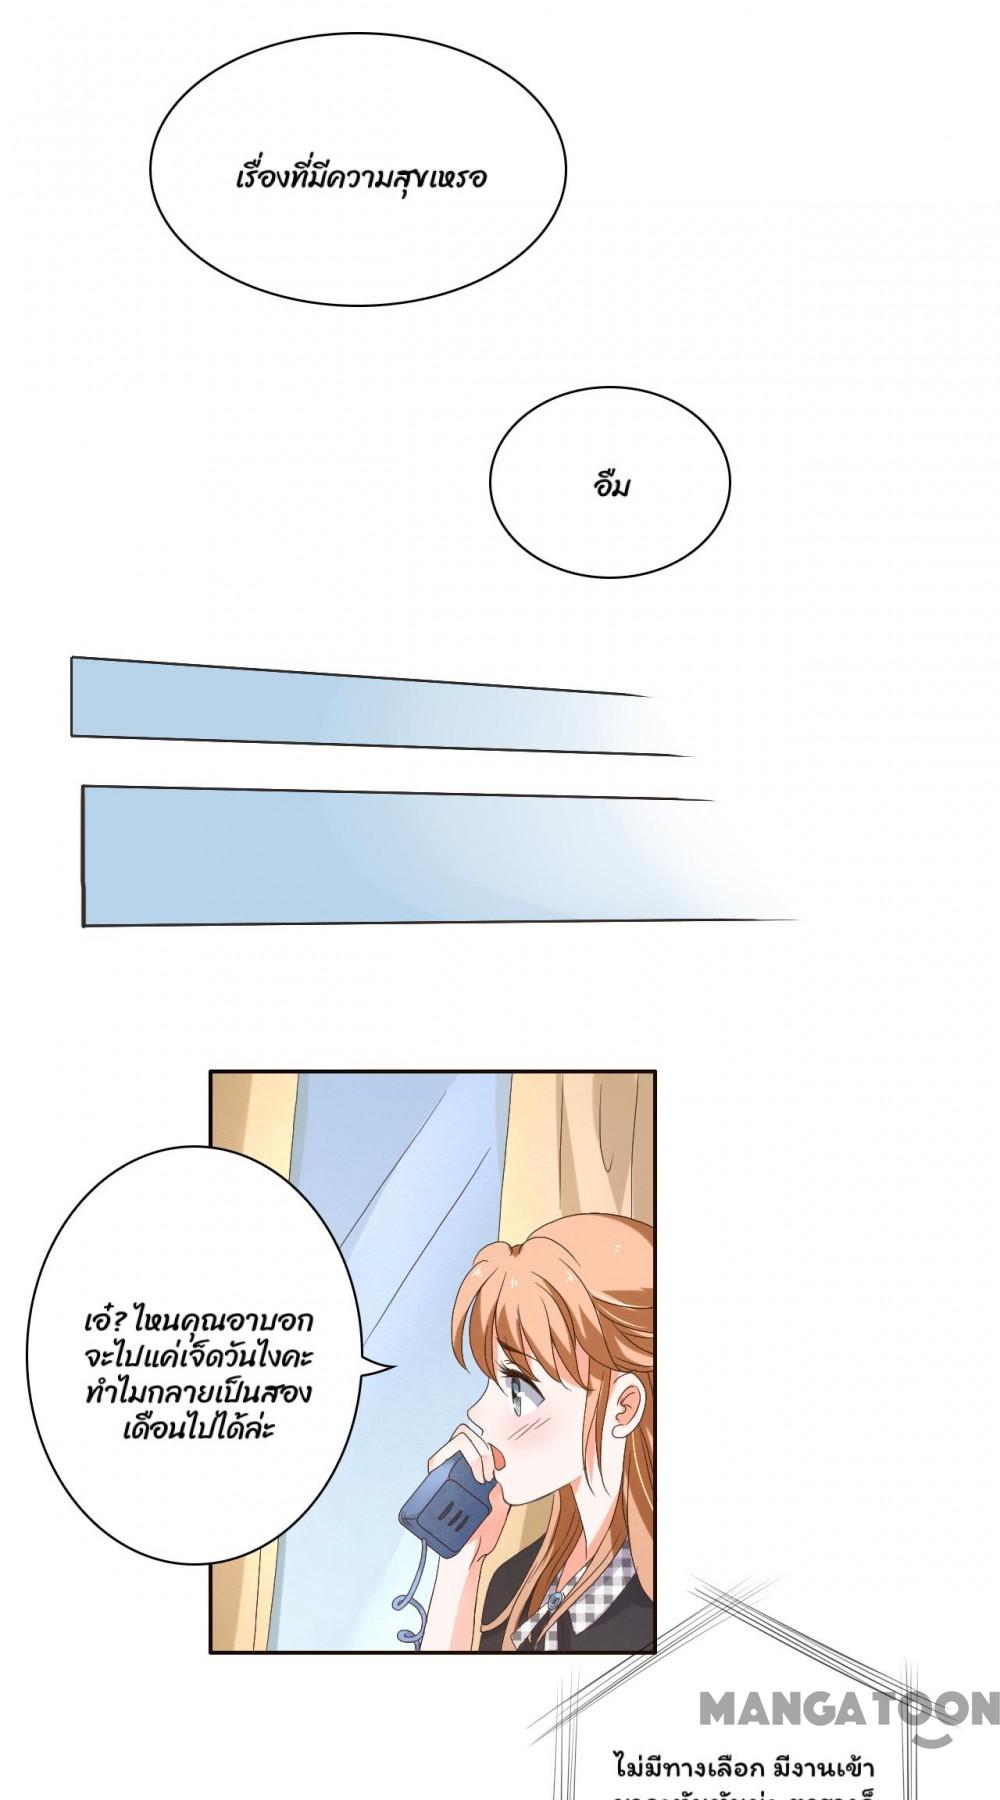 เรื่องที่มีความสุขเหรอ
อืม
เอ๋? ไหนคุณอาบอก
จะไปแค่เจ็ดวันไงคะ
ทำไมกลายเป็นสอง
เดือนไปได้ล่ะ
MANGATOON
ไม่มีทางเลือก มีงานเข้า